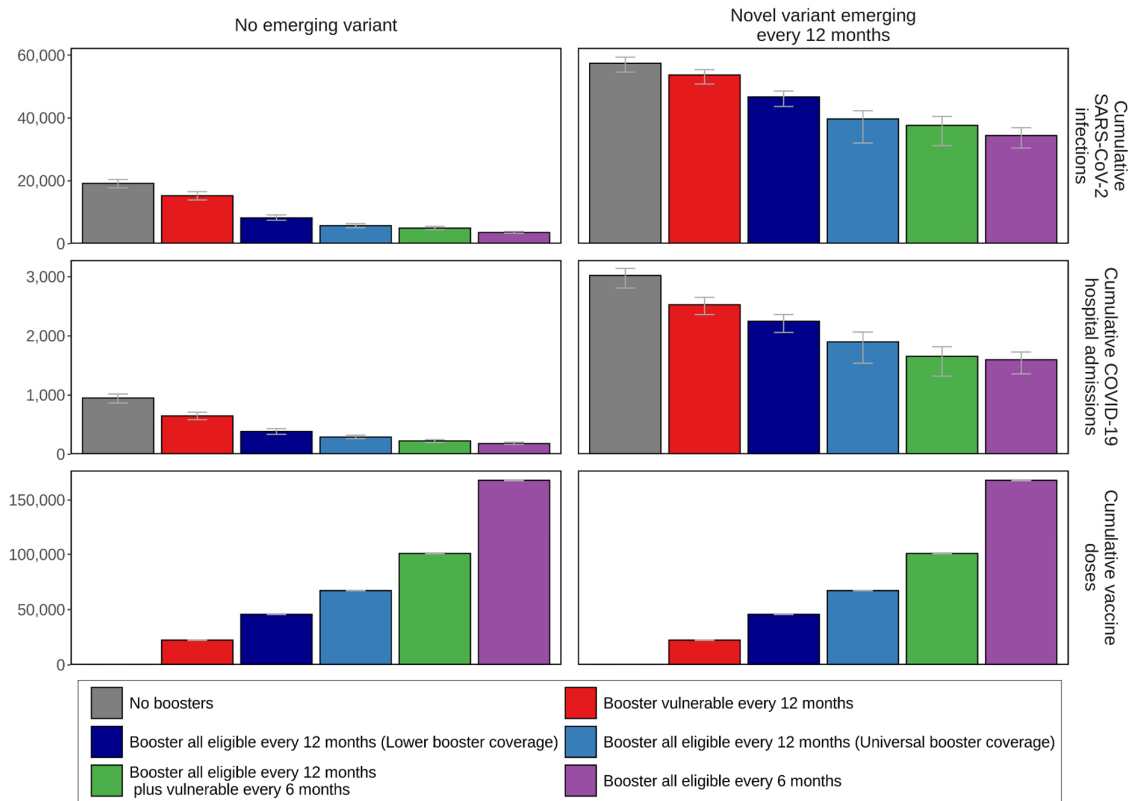 No emerging variant
Novel variant emerging
every 12 months
60,000
40,000
20,000
0
Cumulative
SARS-CoV-2
infections
3,000
2,000
1,000
0
Cumulative COVID-19
hospital admissions
150,000
100,000
50,000
0
Cumulative vaccine
doses
No boosters
Booster vulnerable every 12 months
Booster all eligible every 12 months (Lower booster coverage)
Booster all eligible every 12 months (Universal booster coverage)
Booster all eligible every 12 months
plus vulnerable every 6 months
Booster all eligible every 6 months